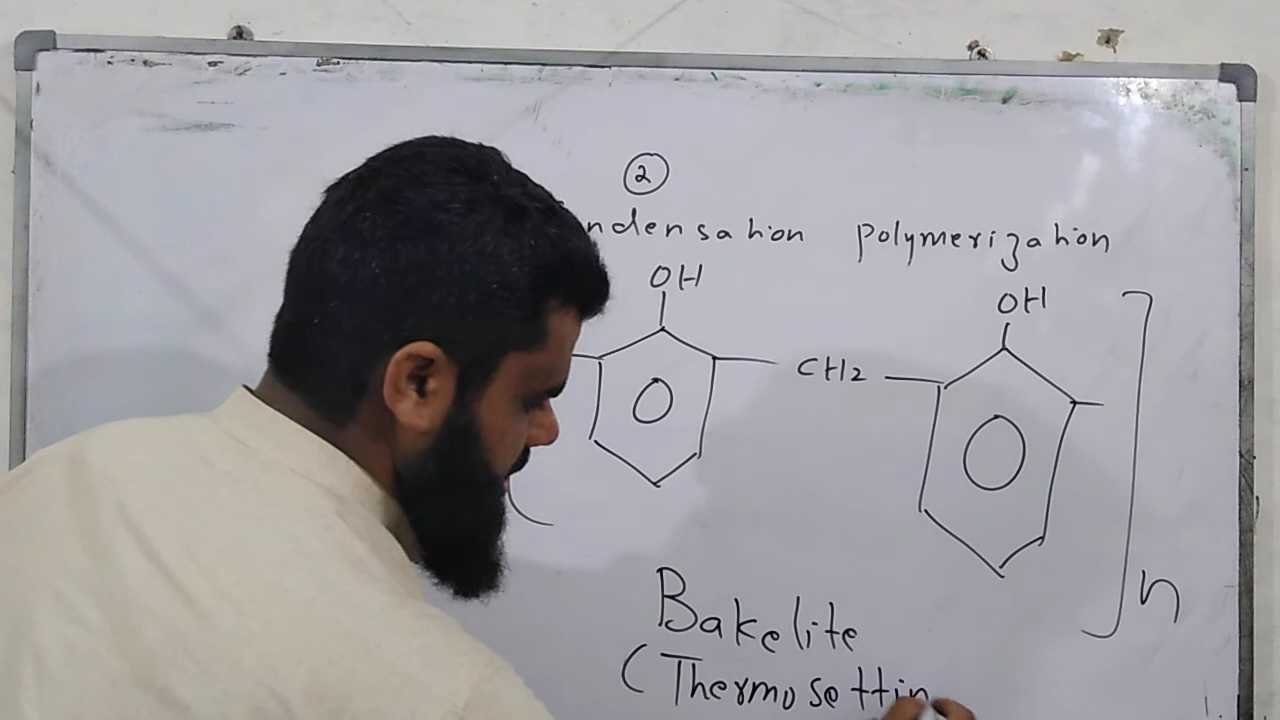 2
ndensation polymerization
OH
OH
CH2
n
Bakelite
(Thermosettin